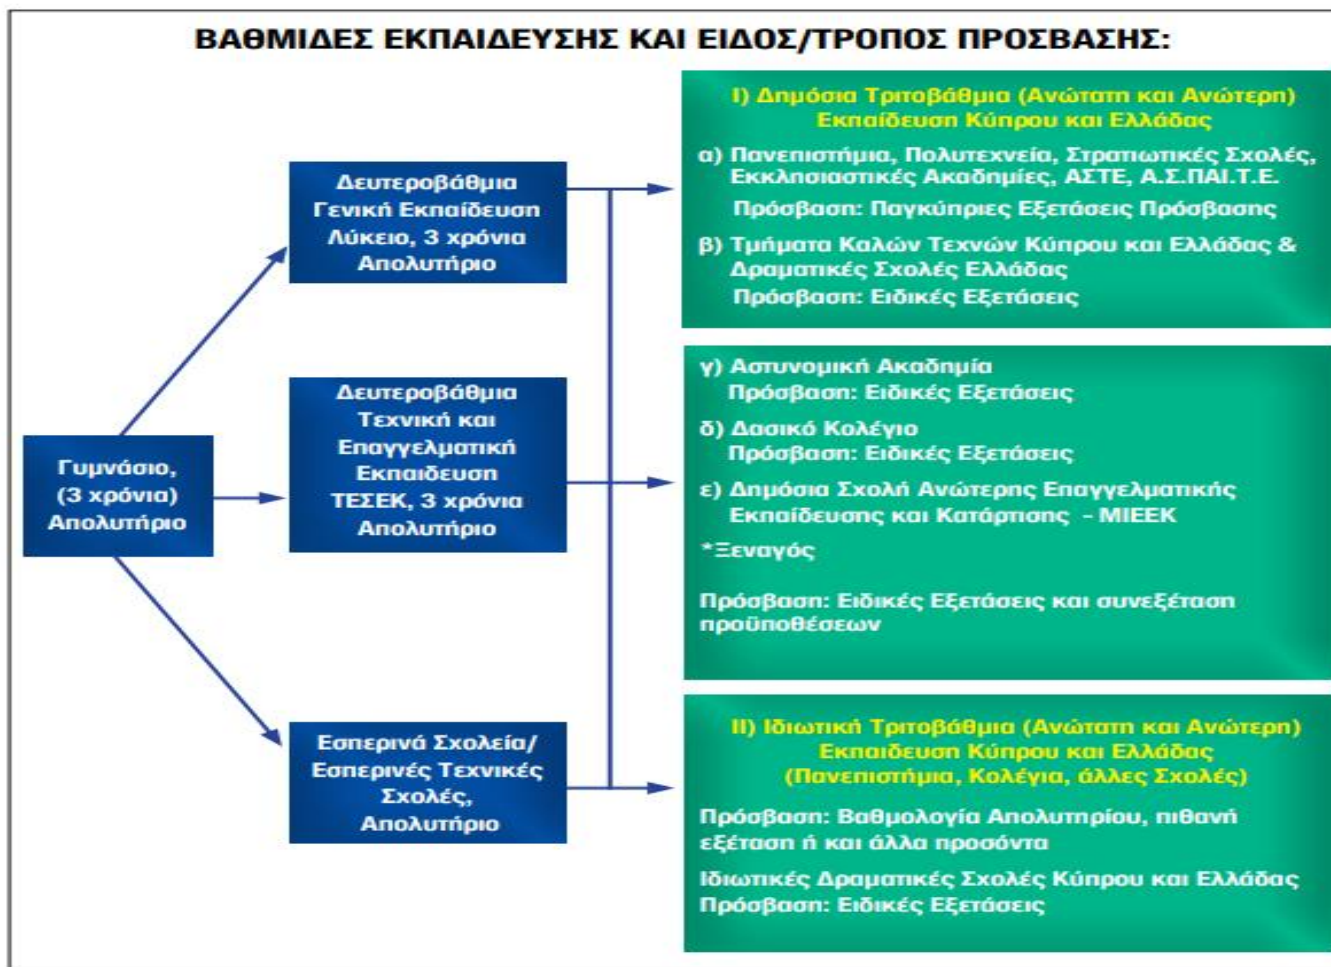 ΒΑΘΜΙΔΕΣ ΕΚΠΑΙΔΕΥΣΗΣ ΚΑΙ ΕΙΔΟΣ/ΤΡΟΠΟΣ ΠΡΟΣΒΑΣΗΣ:
Γυμνάσιο,
(3 χρόνια)
Απολυτήριο
Δευτεροβάθμια
Γενική Εκπαίδευση
Λύκειο, 3 χρόνια
Απολυτήριο
Δευτεροβάθμια
Τεχνική και
Επαγγελματική
Εκπαιδευση
ΤΕΣΕΚ, 3 χρόνια
Απολυτήριο
Εσπερινά Σχολεία/
Εσπερινές Τεχνικές
Σχολές,
Απολυτήριο
Ι) Δημόσια Τριτοβάθμια (Ανώτατη και Ανώτερη)
Εκπαίδευση Κύπρου και Ελλάδας
α) Πανεπιστήμια, Πολυτεχνεία, Στρατιωτικές Σχολές,
Εκκλησιαστικές Ακαδημίες, ΑΣΤΕ, Α.Σ.ΠΑΙ.Τ.Ε.
Πρόσβαση: Παγκύπριες Εξετάσεις Πρόσβασης
β) Τμήματα Καλών Τεχνών Κύπρου και Ελλάδας &
Δραματικές Σχολές Ελλάδας
Πρόσβαση: Ειδικές Εξετάσεις
γ) Αστυνομική Ακαδημία
Πρόσβαση: Ειδικές Εξετάσεις
δ) Δασικό Κολέγιο
Πρόσβαση: Ειδικές Εξετάσεις
ε) Δημόσια Σχολή Ανώτερης Επαγγελματικής
Εκπαίδευσης και Κατάρτισης - ΜΙΕΕΚ
*Ξεναγός
Πρόσβαση: Ειδικές Εξετάσεις και συνεξέταση
προϋποθέσεων
ΙΙ) Ιδιωτική Τριτοβάθμια (Ανώτατη και Ανώτερη)
Εκπαιδευση Κύπρου και Ελλάδας
(Πανεπιστήμια, Κολέγια, άλλες Σχολές)
Πρόσβαση: Βαθμολογία Απολυτηρίου, πιθανή
εξέταση ή και άλλα προσόντα
Ιδιωτικές Δραματικές Σχολές Κύπρου και Ελλάδας
Πρόσβαση: Ειδικές Εξετάσεις